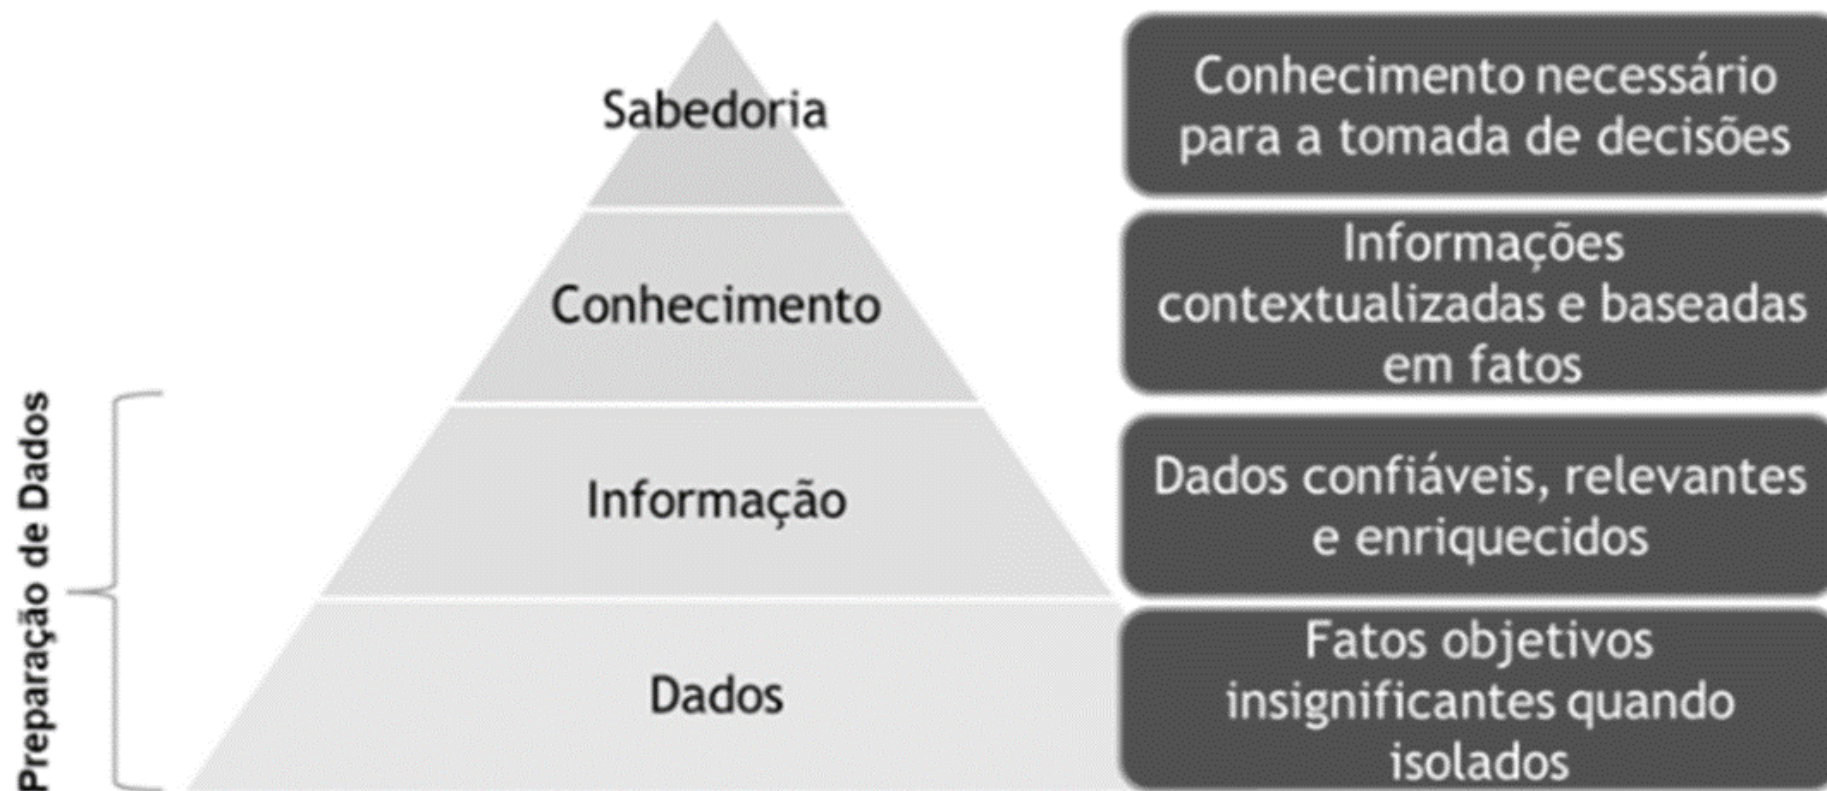 Sabedoria
Conhecimento necessário
para a tomada de decisões
Conhecimento
Informações
contextualizadas e baseadas
em fatos
Informação
Dados confiáveis, relevantes
e enriquecidos
Dados
Fatos objetivos
insignificantes quando
isolados
Preparação de Dados